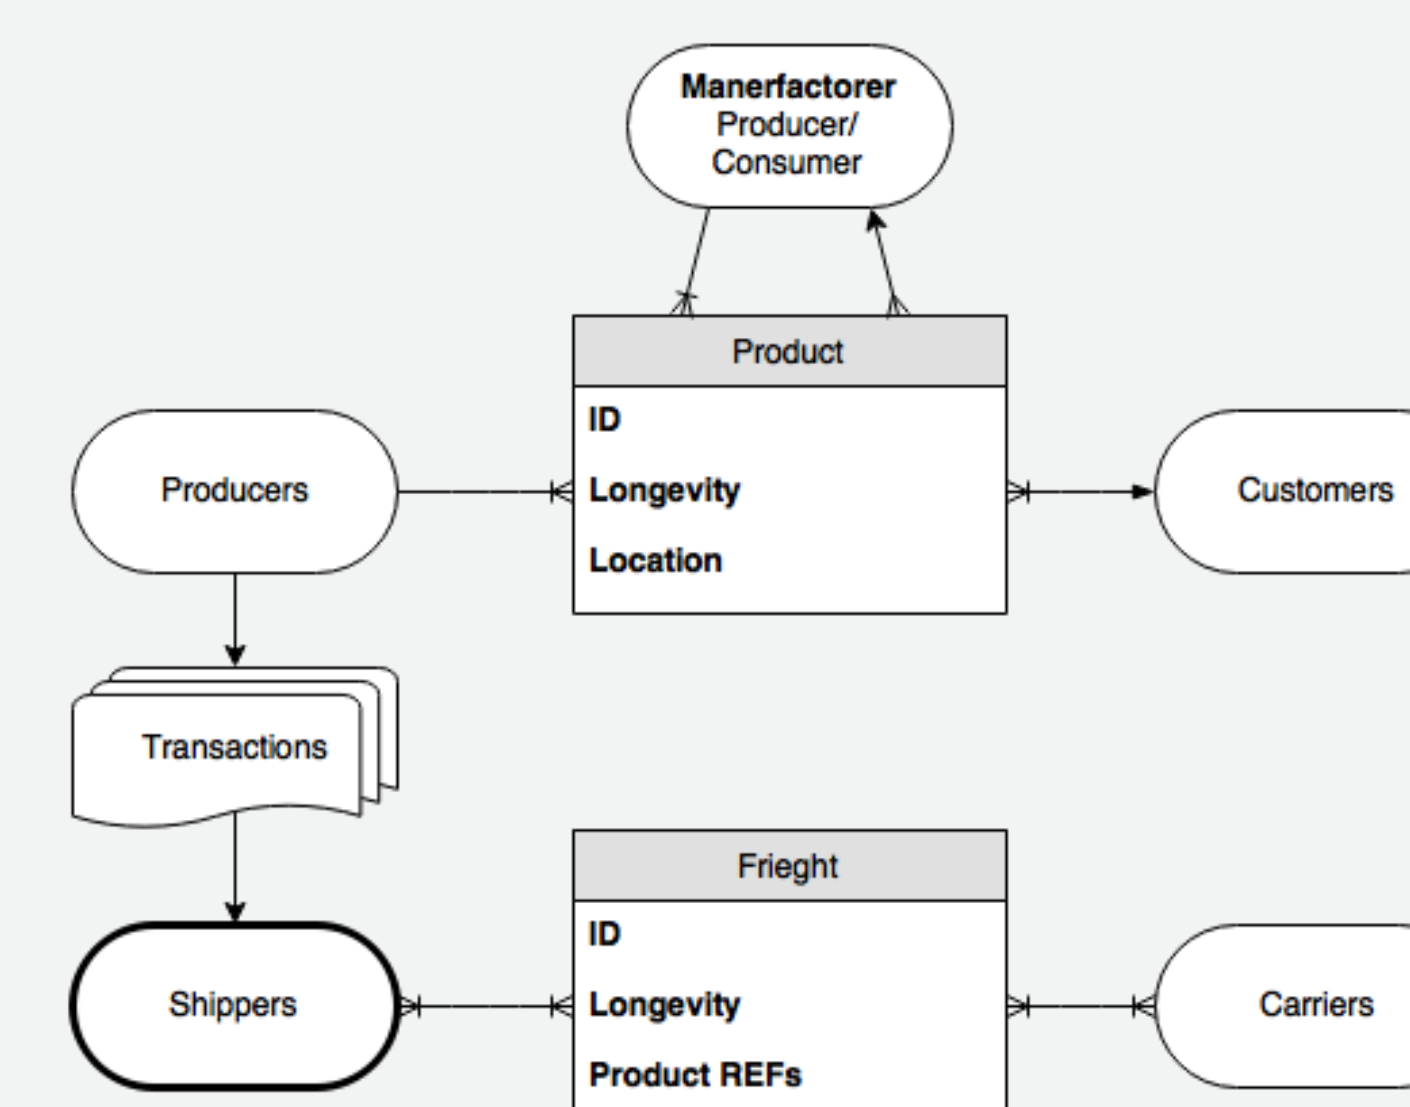 Manerfactorer
Producer/
Consumer
Product
ID
Longevity
Location
Producers
Customers
Transactions
Frieght
ID
Longevity
Product REFs
Shippers
Carriers